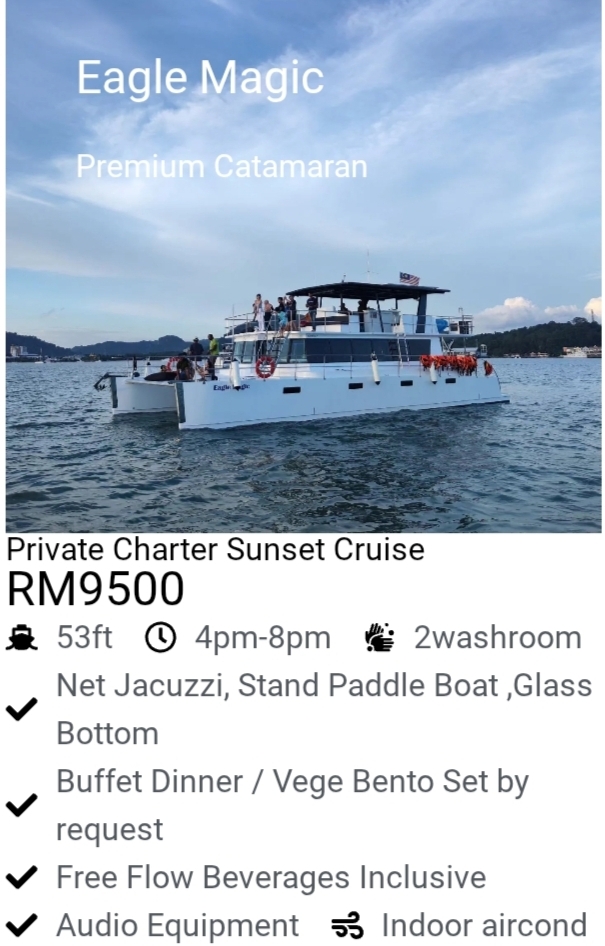 Eagle Magic
Premium Catamaran
Eagle Magic
Private Charter Sunset Cruise
RM9500
53ft 4pm-8pm 2washroom
Net Jacuzzi, Stand Paddle Boat ,Glass
Bottom
Buffet Dinner / Vege Bento Set by
request
Free Flow Beverages Inclusive
Audio Equipment Indoor aircond